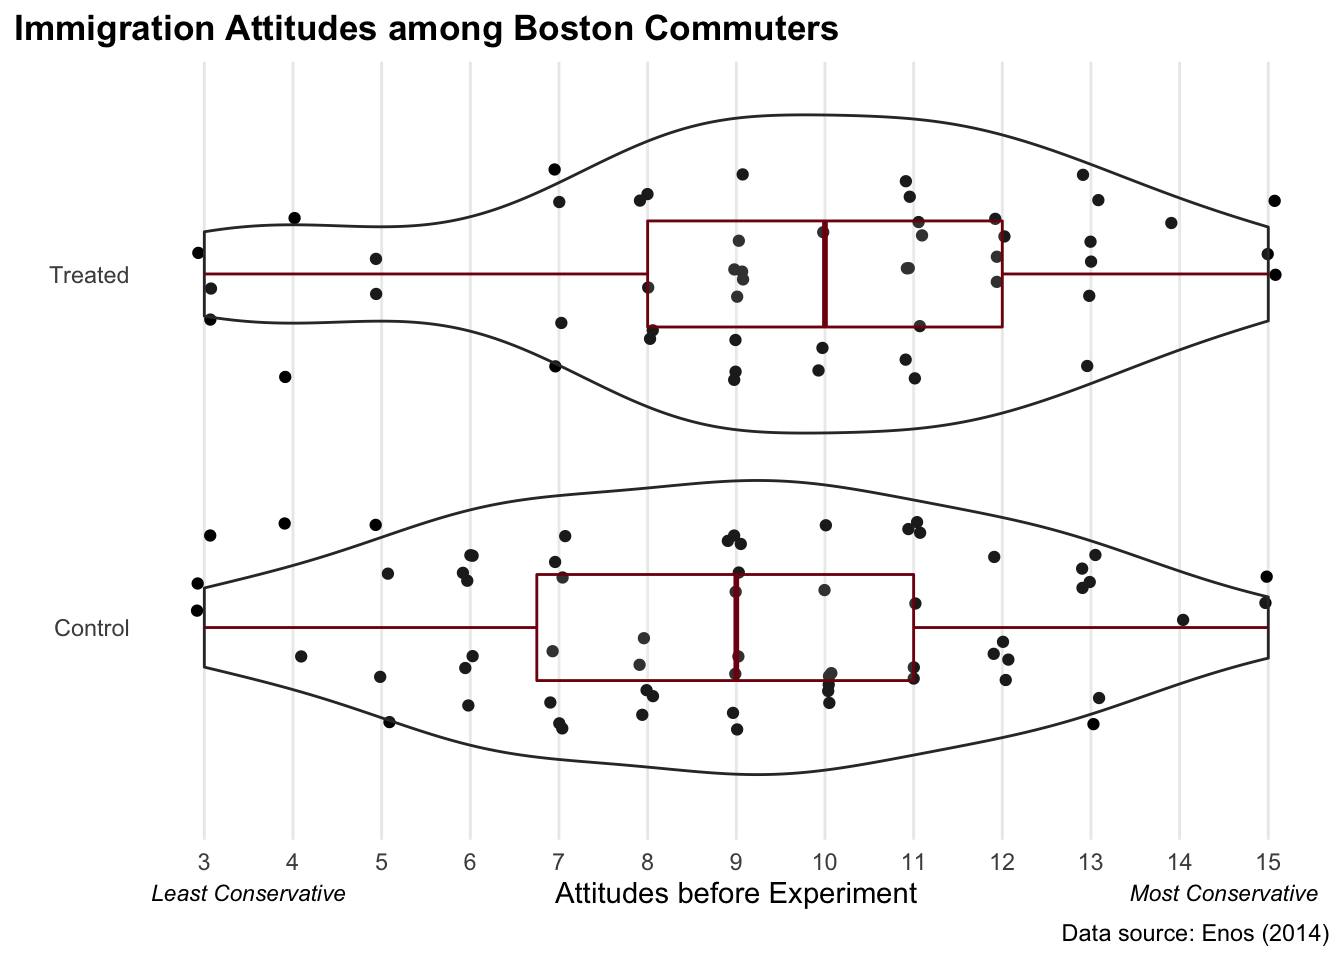 Immigration Attitudes among Boston Commuters
Treated
Control
3 4 5 6 7 8 9 10 11 12 13 14 15
Least Conservative Attitudes before Experiment Most Conservative
Data source: Enos (2014)